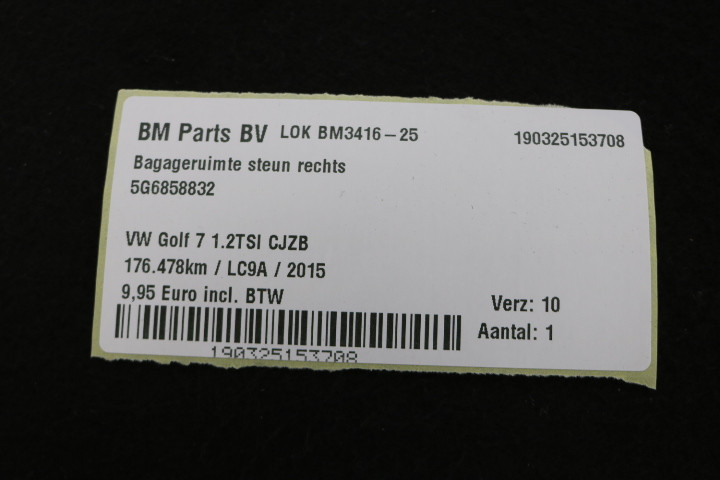 BM Parts BV LOK BM3416-25 190325153708
Bagageruimte steun rechts
5G6858832
VW Golf 7 1.2TSI CJZB
176.478km / LC9A / 2015
9,95 Euro incl. BTW
Verz: 10
Aantal: 1
190325153708